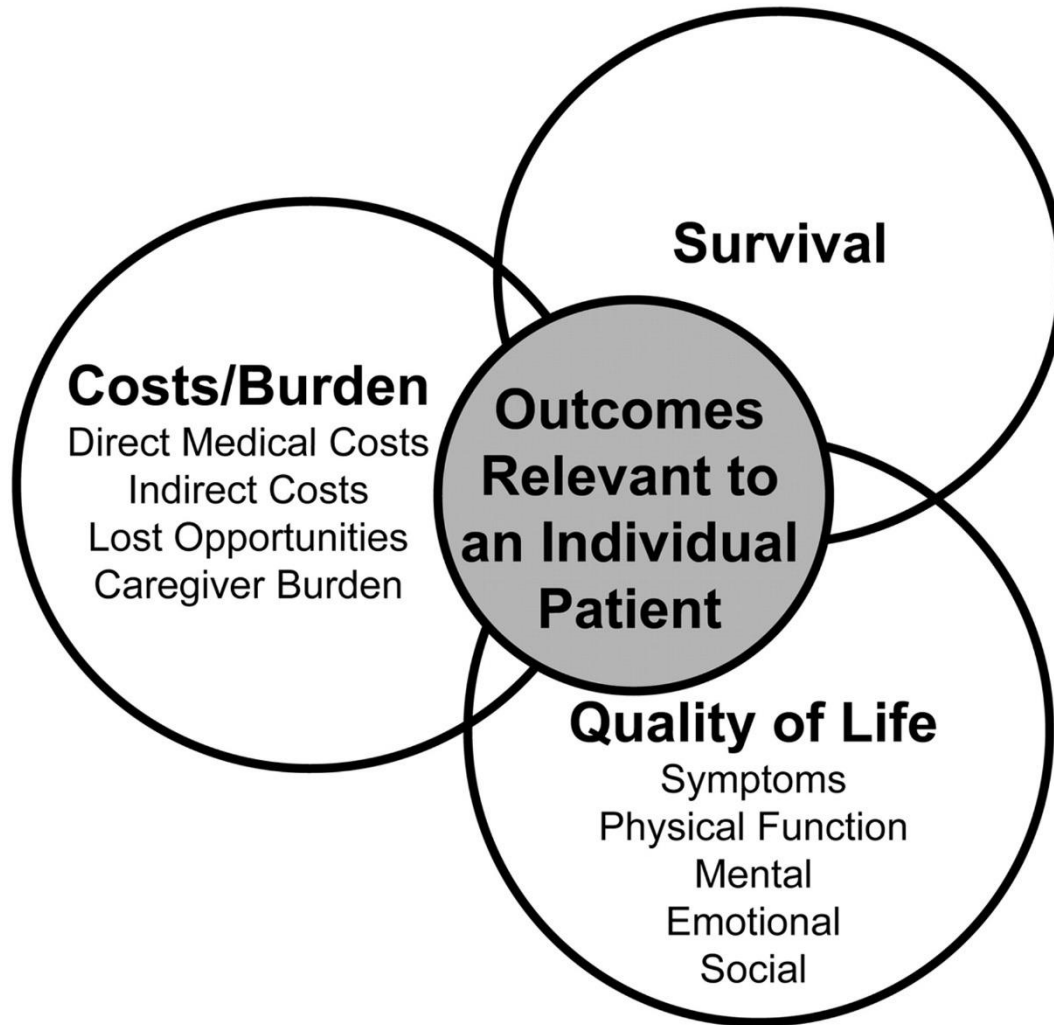 Survival
Costs/Burden
Direct Medical Costs
Indirect Costs
Lost Opportunities
Caregiver Burden
Outcomes
Relevant to
an Individual
Patient
Quality of Life
Symptoms
Physical Function
Mental
Emotional
Social